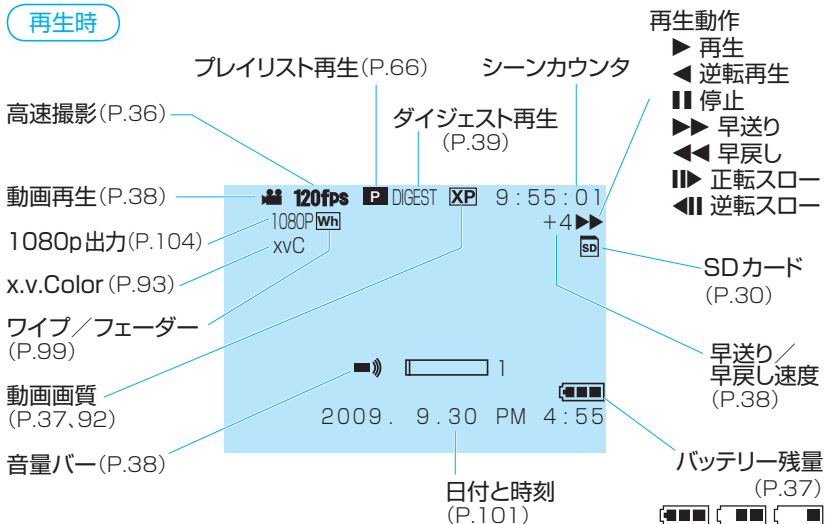 再生時
プレイリスト再生(P.66)
シーンカウンタ
高速撮影(P.36)
ダイジェスト再生
(P.39)
再生動作
▶ 再生
◀ 逆転再生
▮▮ 停止
▶▶ 早送り
◀◀ 早戻し
▮▮▶ 正転スロー
◀▮▮ 逆転スロー
動画再生(P.38)
1080p出力(P.104)
x.v.Color(P.93)
ワイプ／フェーダー
(P.99)
動画画質
(P.37、92)
音量バー(P.38)
120fps P DIGEST XP 9:55:01
1080P Wh +4▶▶
xvC SD
1
2009. 9.30 PM 4:55
SDカード
(P.30)
早送り／
早戻し速度
(P.38)
バッテリー残量
(P.37)
日付と時刻
(P.101)